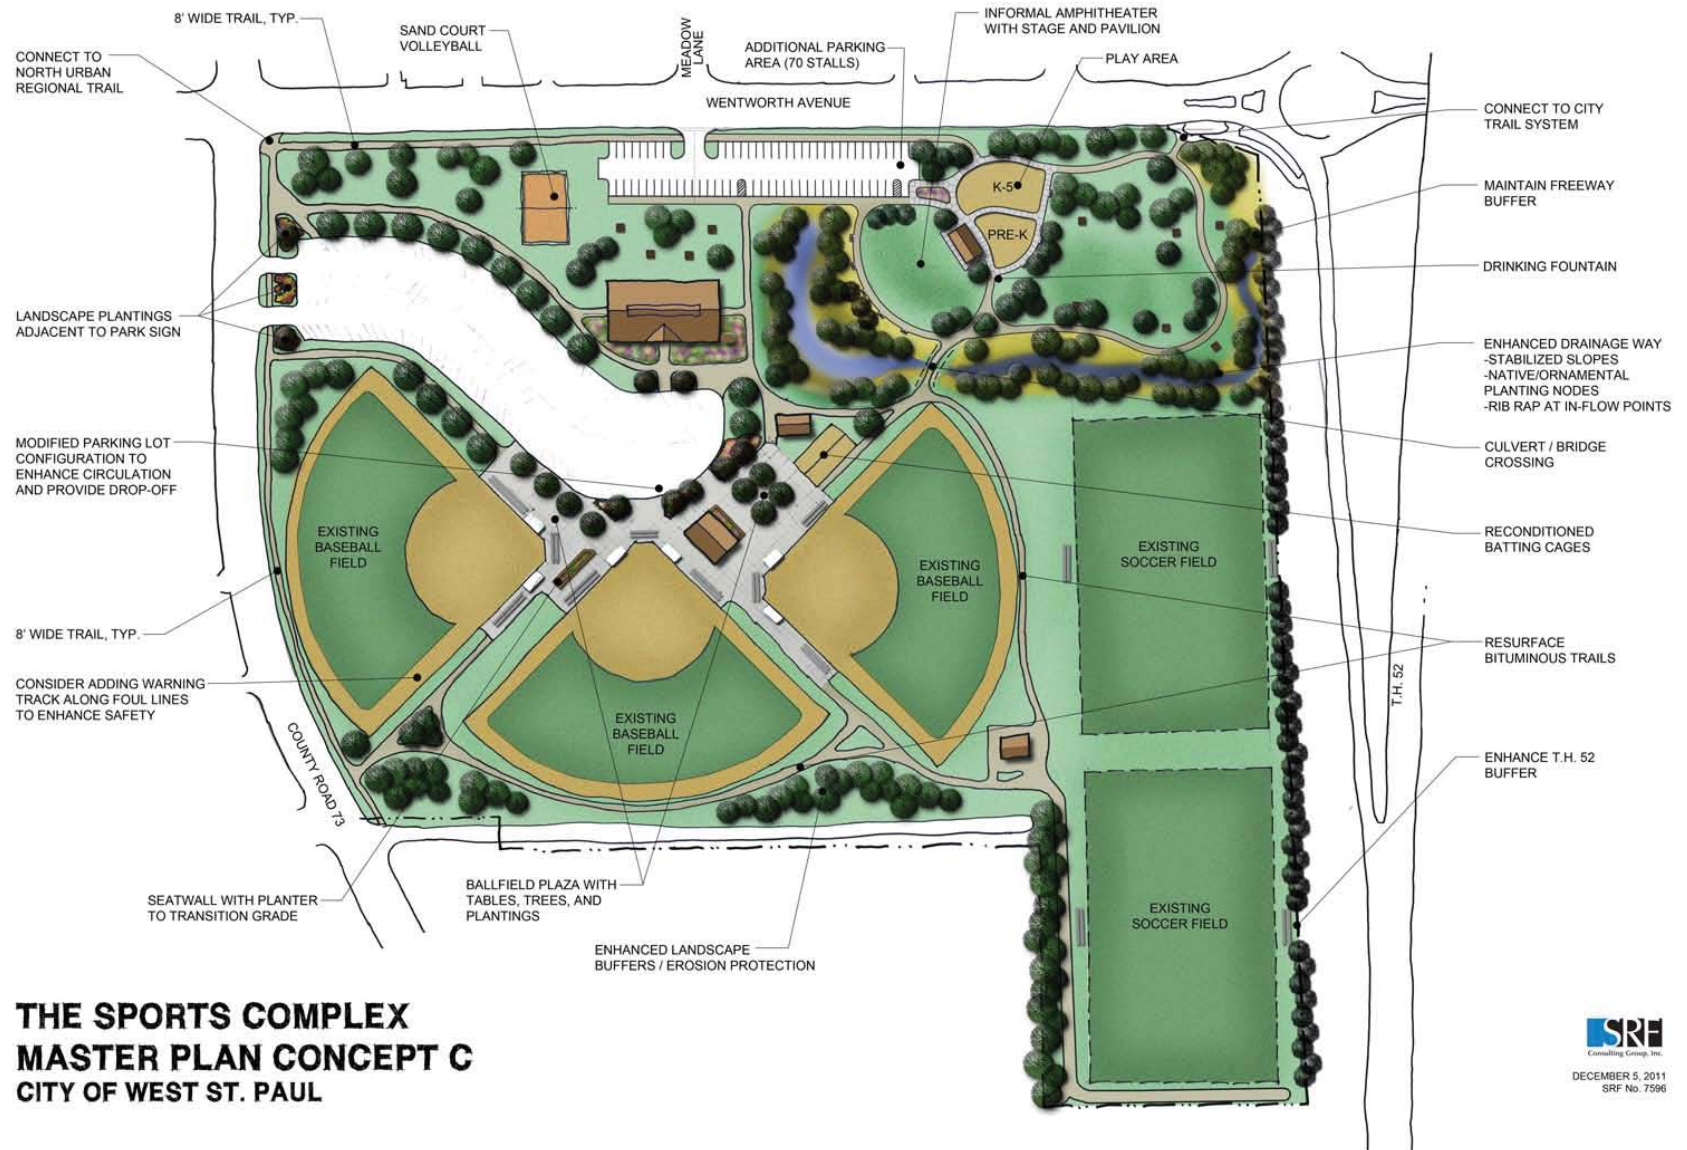 8' WIDE TRAIL, TYP.
CONNECT TO
NORTH URBAN
REGIONAL TRAIL
SAND COURT
VOLLEYBALL
MEADOW
LANE
ADDITIONAL PARKING
AREA (70 STALLS)
INFORMAL AMPHITHEATER
WITH STAGE AND PAVILION
PLAY AREA
WENTWORTH AVENUE
CONNECT TO CITY
TRAIL SYSTEM
K-5
PRE-K
MAINTAIN FREEWAY
BUFFER
DRINKING FOUNTAIN
LANDSCAPE PLANTINGS
ADJACENT TO PARK SIGN
ENHANCED DRAINAGE WAY
-STABILIZED SLOPES
-NATIVE/ORNAMENTAL
PLANTING NODES
-RIB RAP AT IN-FLOW POINTS
MODIFIED PARKING LOT
CONFIGURATION TO
ENHANCE CIRCULATION
AND PROVIDE DROP-OFF
CULVERT / BRIDGE
CROSSING
EXISTING
BASEBALL
FIELD
EXISTING
BASEBALL
FIELD
EXISTING
SOCCER FIELD
RECONDITIONED
BATTING CAGES
8' WIDE TRAIL, TYP.
RESURFACE
BITUMINOUS TRAILS
CONSIDER ADDING WARNING
TRACK ALONG FOUL LINES
TO ENHANCE SAFETY
EXISTING
BASEBALL
FIELD
T.H. 52
COUNTY ROAD 73
ENHANCE T.H. 52
BUFFER
SEATWALL WITH PLANTER
TO TRANSITION GRADE
BALLFIELD PLAZA WITH
TABLES, TREES, AND
PLANTINGS
ENHANCED LANDSCAPE
BUFFERS / EROSION PROTECTION
EXISTING
SOCCER FIELD
THE SPORTS COMPLEX
MASTER PLAN CONCEPT C
CITY OF WEST ST. PAUL
SRF
Consulting Group, Inc.
DECEMBER 5, 2011
SRF No. 7596